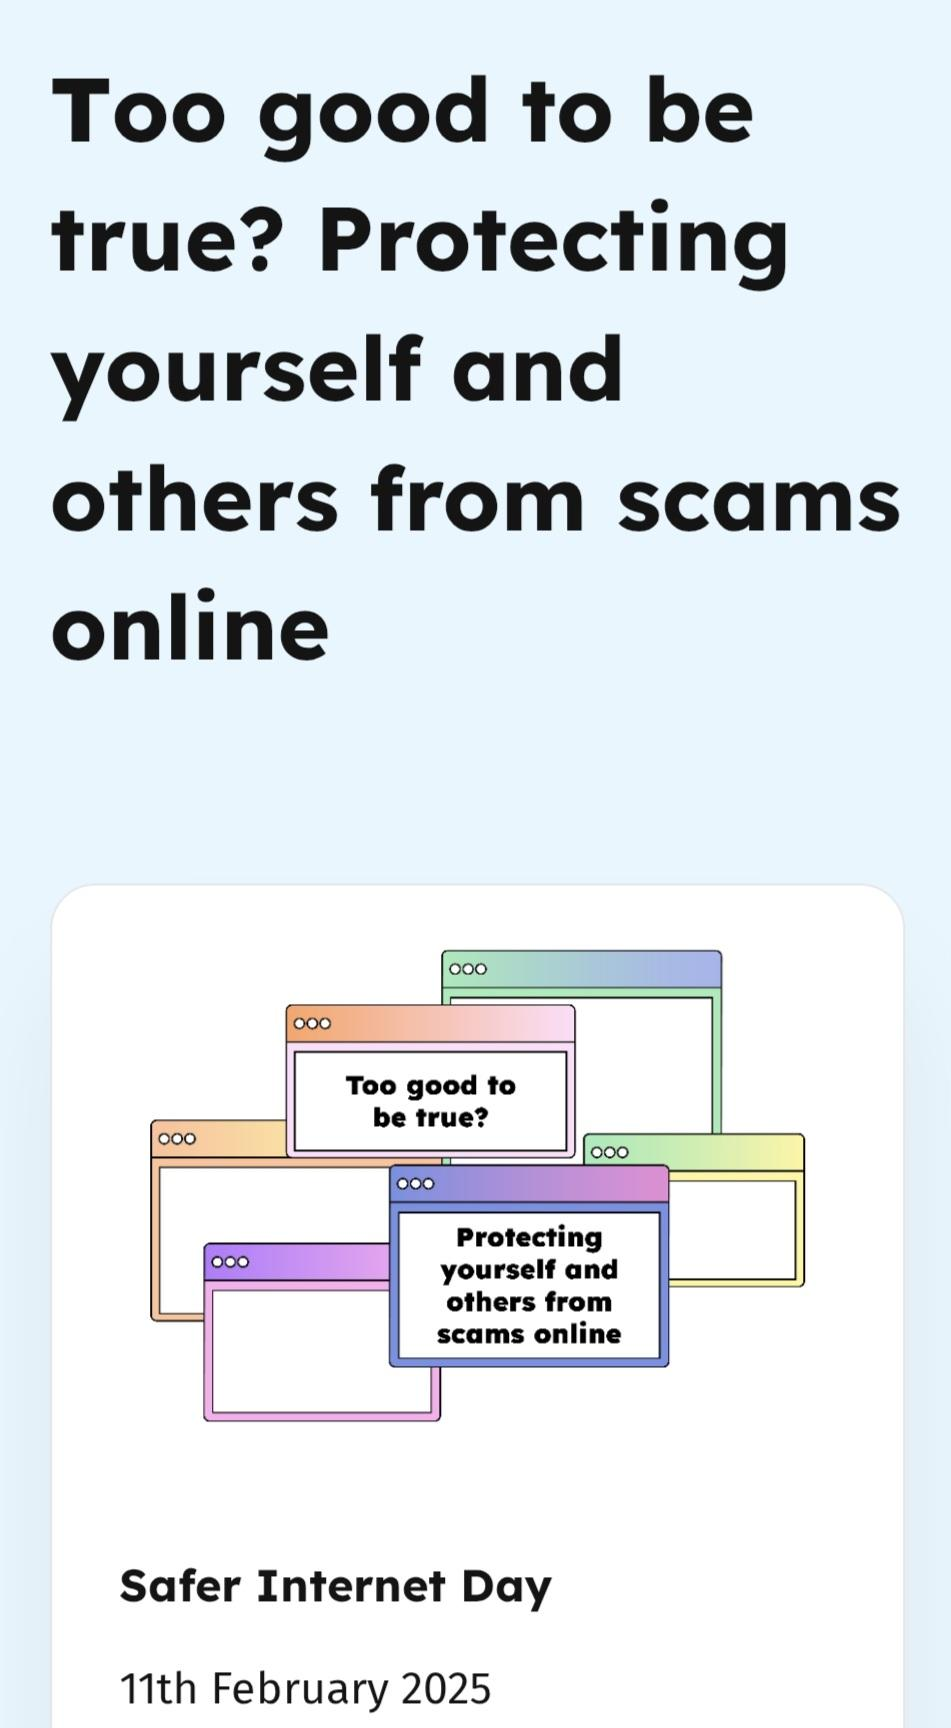 Too good to be
true? Protecting
yourself and
others from scams
online
Too good to
be true?
Protecting
yourself and
others from
scams online
Safer Internet Day
11th February 2025